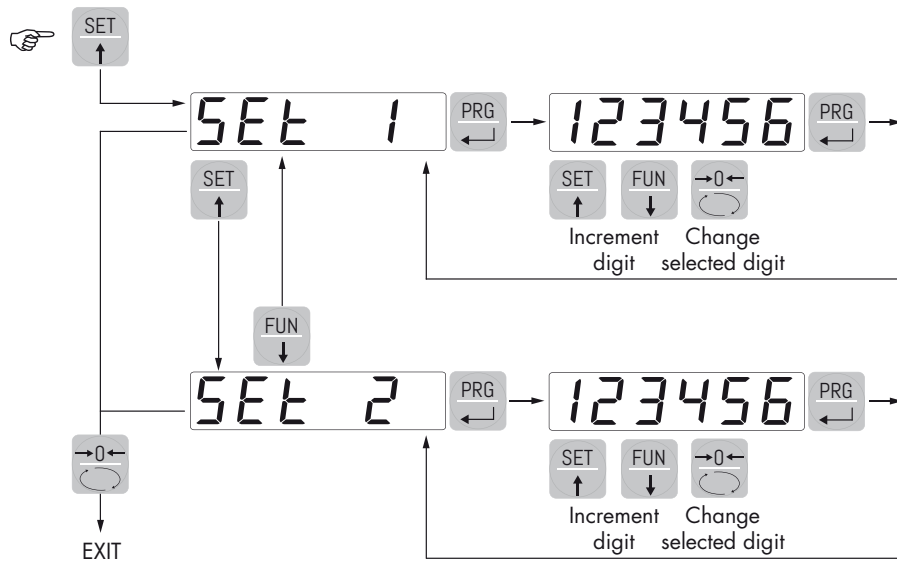 SET
SEt 1
PRG
123456
PRG
SET
SET
FUN
→0←
Increment digit
Change selected digit
FUN
SEt 2
PRG
123456
PRG
→0←
SET
FUN
→0←
Increment digit
Change selected digit
EXIT